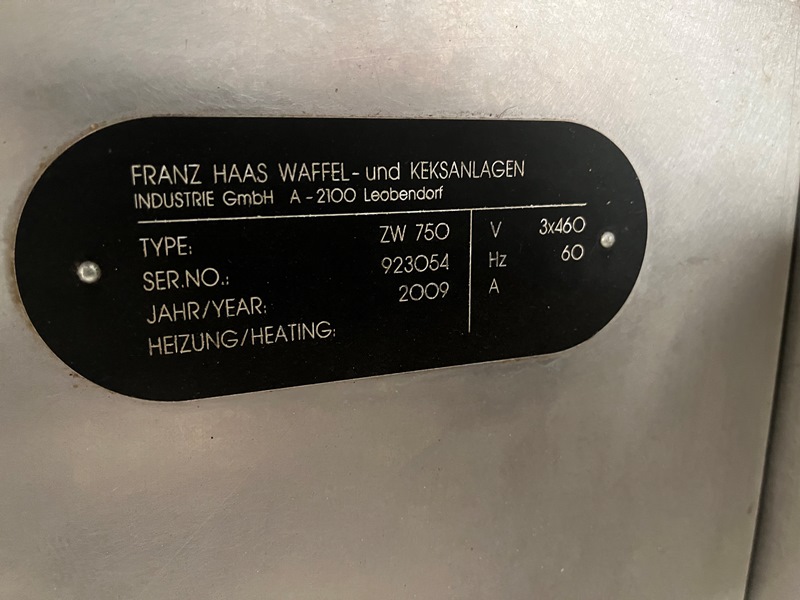 FRANZ HAAS WAFFEL- und KEKSANLAGEN
INDUSTRIE GmbH A-2100 Leobendorf
TYPE: ZW 750
SER.NO.: 923054
JAHR/YEAR: 2009
HEIZUNG/HEATING:
V 3x460
Hz 60
A